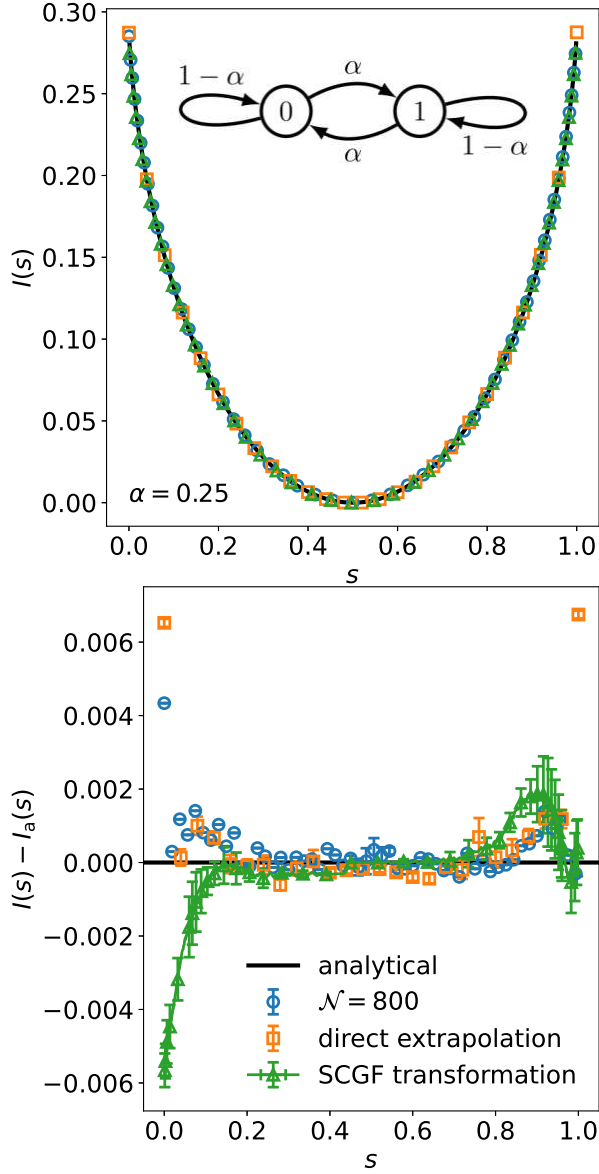 0.30
0.25
0.20
0.15
0.10
0.05
0.00
I(s)
1 − α
α
0
1
α
1 − α
α = 0.25
0.0 0.2 0.4 0.6 0.8 1.0
s
0.006
0.004
0.002
0.000
−0.002
−0.004
−0.006
I(s) − Iₐ(s)
analytical
𝒩 = 800
direct extrapolation
SCGF transformation
0.0 0.2 0.4 0.6 0.8 1.0
s